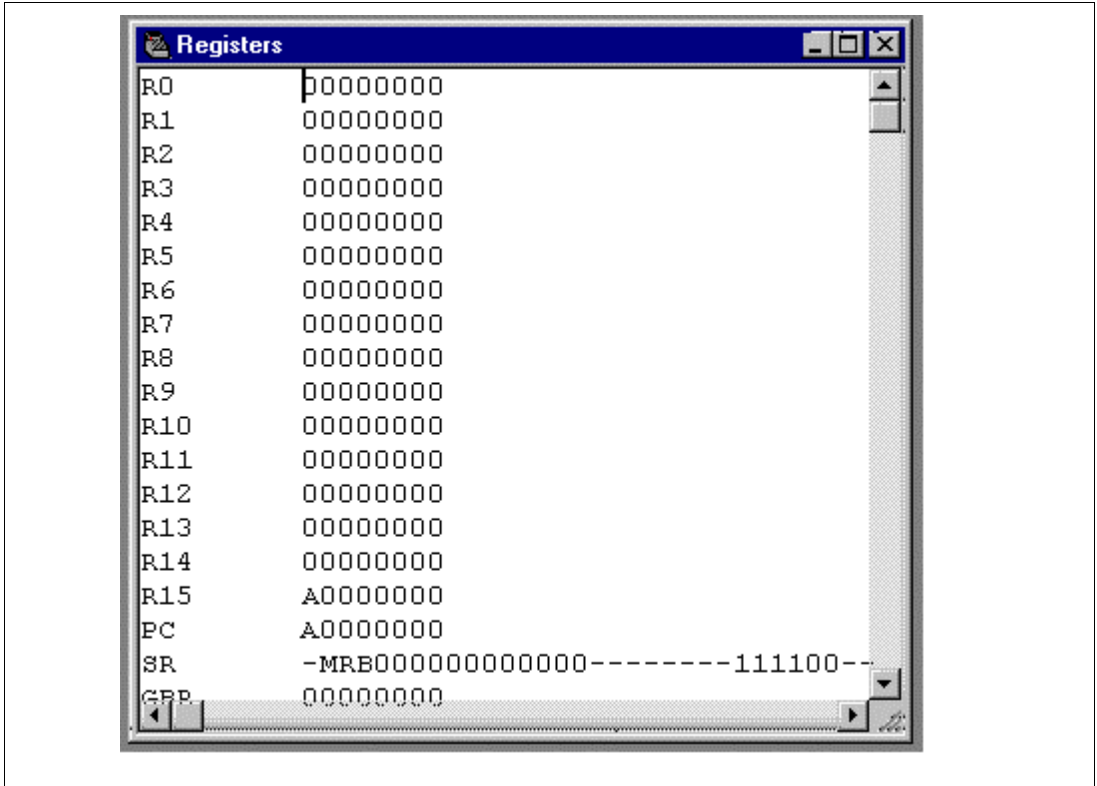 Registers
R0 00000000
R1 00000000
R2 00000000
R3 00000000
R4 00000000
R5 00000000
R6 00000000
R7 00000000
R8 00000000
R9 00000000
R10 00000000
R11 00000000
R12 00000000
R13 00000000
R14 00000000
R15 A0000000
PC A0000000
SR -MRB000000000000--------111100--
GBR 00000000